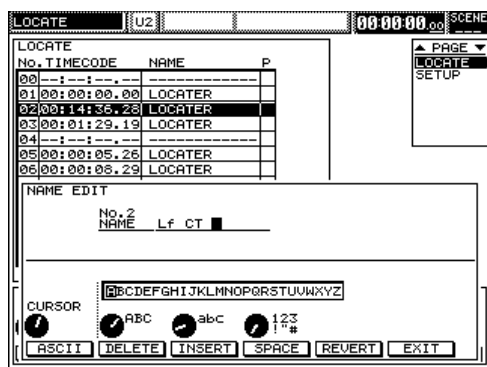 LOCATE U2 00:00:00.00 SCENE
LOCATE
No. TIMECODE NAME P
00 --:--:--.-- -------------
01 00:00:00.00 LOCATER
02 00:14:36.28 LOCATER
03 00:01:29.19 LOCATER
04 --:--:--.-- -------------
05 00:00:05.26 LOCATER
06 00:00:08.29 LOCATER
▲ PAGE ▼
LOCATE
SETUP
NAME EDIT
No.2
NAME Lf CT
ABCDEFGHIJKLMNOPQRSTUVWXYZ
CURSOR
ABC abc 123
!"#
ASCII DELETE INSERT SPACE REVERT EXIT